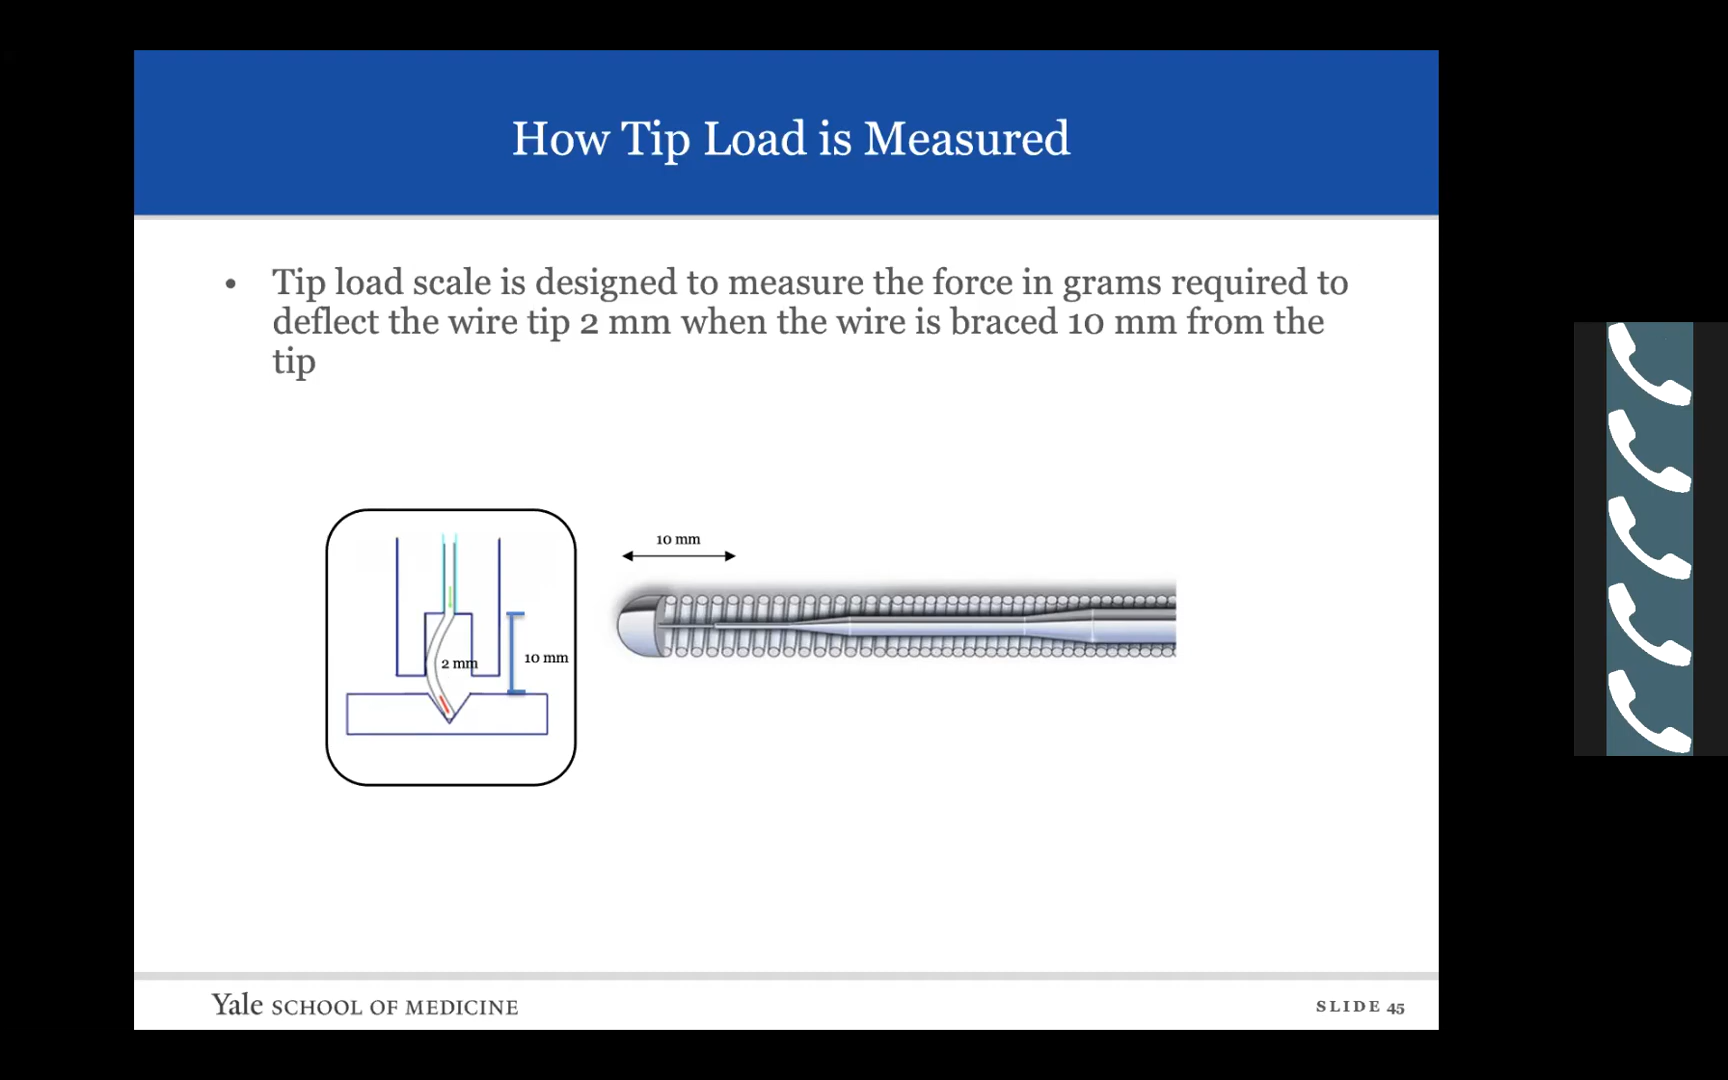 How Tip Load is Measured
• Tip load scale is designed to measure the force in grams required to
deflect the wire tip 2 mm when the wire is braced 10 mm from the
tip
10 mm
2 mm
10 mm
Yale SCHOOL OF MEDICINE
SLIDE 45